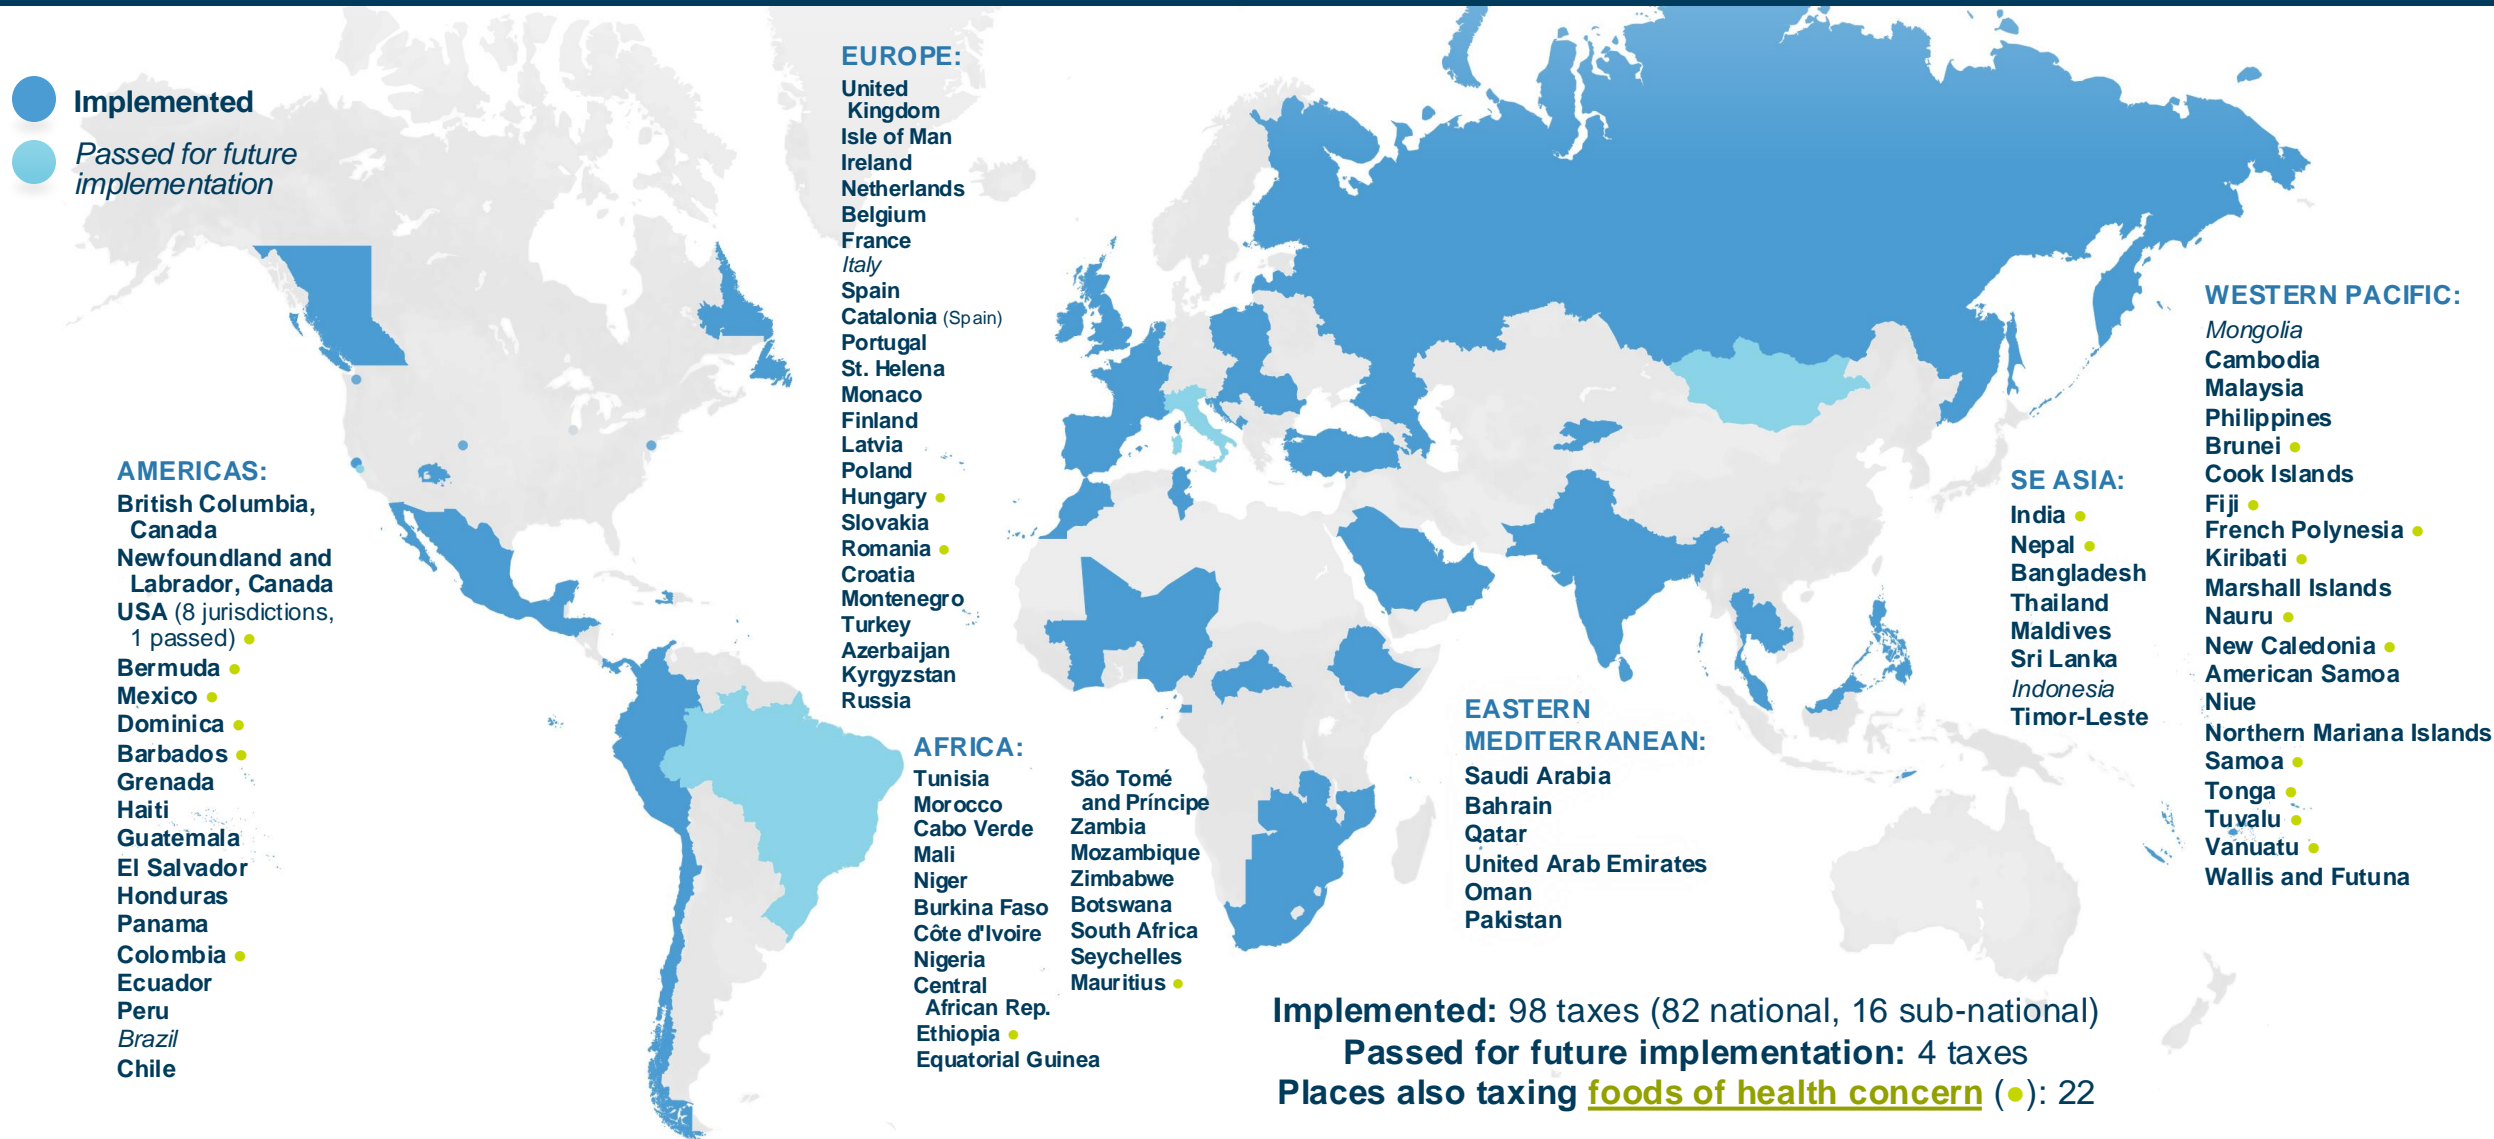 Implemented
Passed for future
implementation
AMERICAS:
British Columbia,
Canada
Newfoundland and
Labrador, Canada
USA (8 jurisdictions,
1 passed) ●
Bermuda ●
Mexico ●
Dominica ●
Barbados ●
Grenada
Haiti
Guatemala
El Salvador
Honduras
Panama
Colombia ●
Ecuador
Peru
Brazil
Chile
EUROPE:
United
Kingdom
Isle of Man
Ireland
Netherlands
Belgium
France
Italy
Spain
Catalonia (Spain)
Portugal
St. Helena
Monaco
Finland
Latvia
Poland
Hungary ●
Slovakia
Romania ●
Croatia
Montenegro
Turkey
Azerbaijan
Kyrgyzstan
Russia
AFRICA:
Tunisia
Morocco
Cabo Verde
Mali
Niger
Burkina Faso
Côte d'Ivoire
Nigeria
Central
African Rep.
Ethiopia ●
Equatorial Guinea
São Tomé
and Príncipe
Zambia
Mozambique
Zimbabwe
Botswana
South Africa
Seychelles
Mauritius ●
EASTERN
MEDITERRANEAN:
Saudi Arabia
Bahrain
Qatar
United Arab Emirates
Oman
Pakistan
SE ASIA:
India ●
Nepal ●
Bangladesh
Thailand
Maldives
Sri Lanka
Indonesia
Timor-Leste
WESTERN PACIFIC:
Mongolia
Cambodia
Malaysia
Philippines
Brunei ●
Cook Islands
Fiji ●
French Polynesia ●
Kiribati ●
Marshall Islands
Nauru ●
New Caledonia ●
American Samoa
Niue
Northern Mariana Islands
Samoa ●
Tonga ●
Tuvalu ●
Vanuatu ●
Wallis and Futuna
Implemented: 98 taxes (82 national, 16 sub-national)
Passed for future implementation: 4 taxes
Places also taxing foods of health concern (●): 22